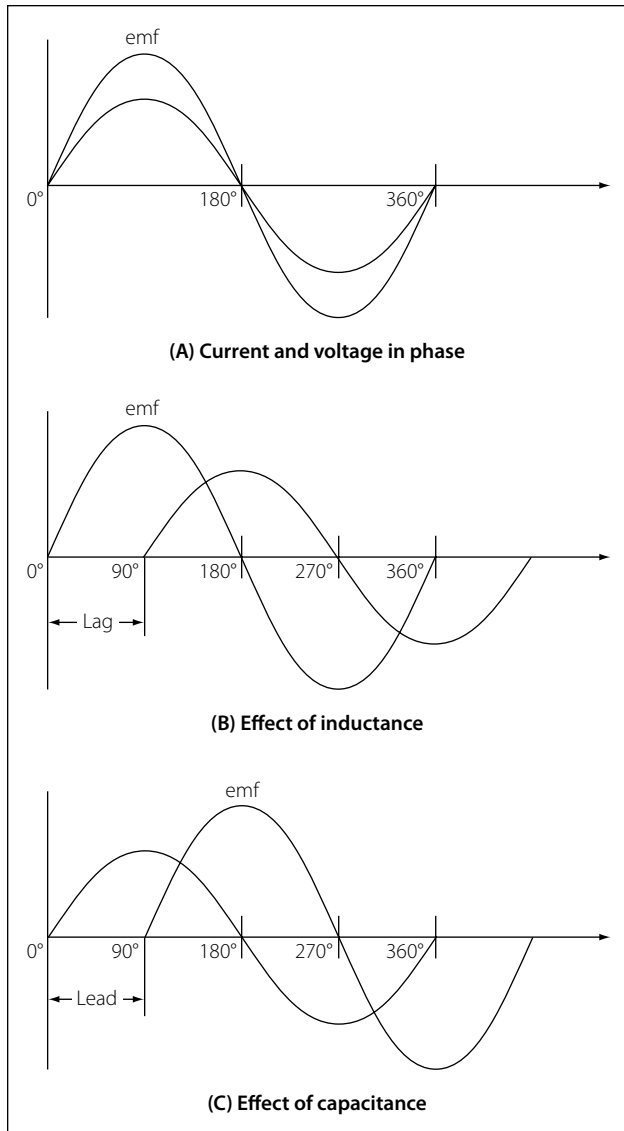 emf
0° 180° 360°
(A) Current and voltage in phase
emf
0° 90° 180° 270° 360°
Lag
(B) Effect of inductance
emf
0° 90° 180° 270° 360°
Lead
(C) Effect of capacitance